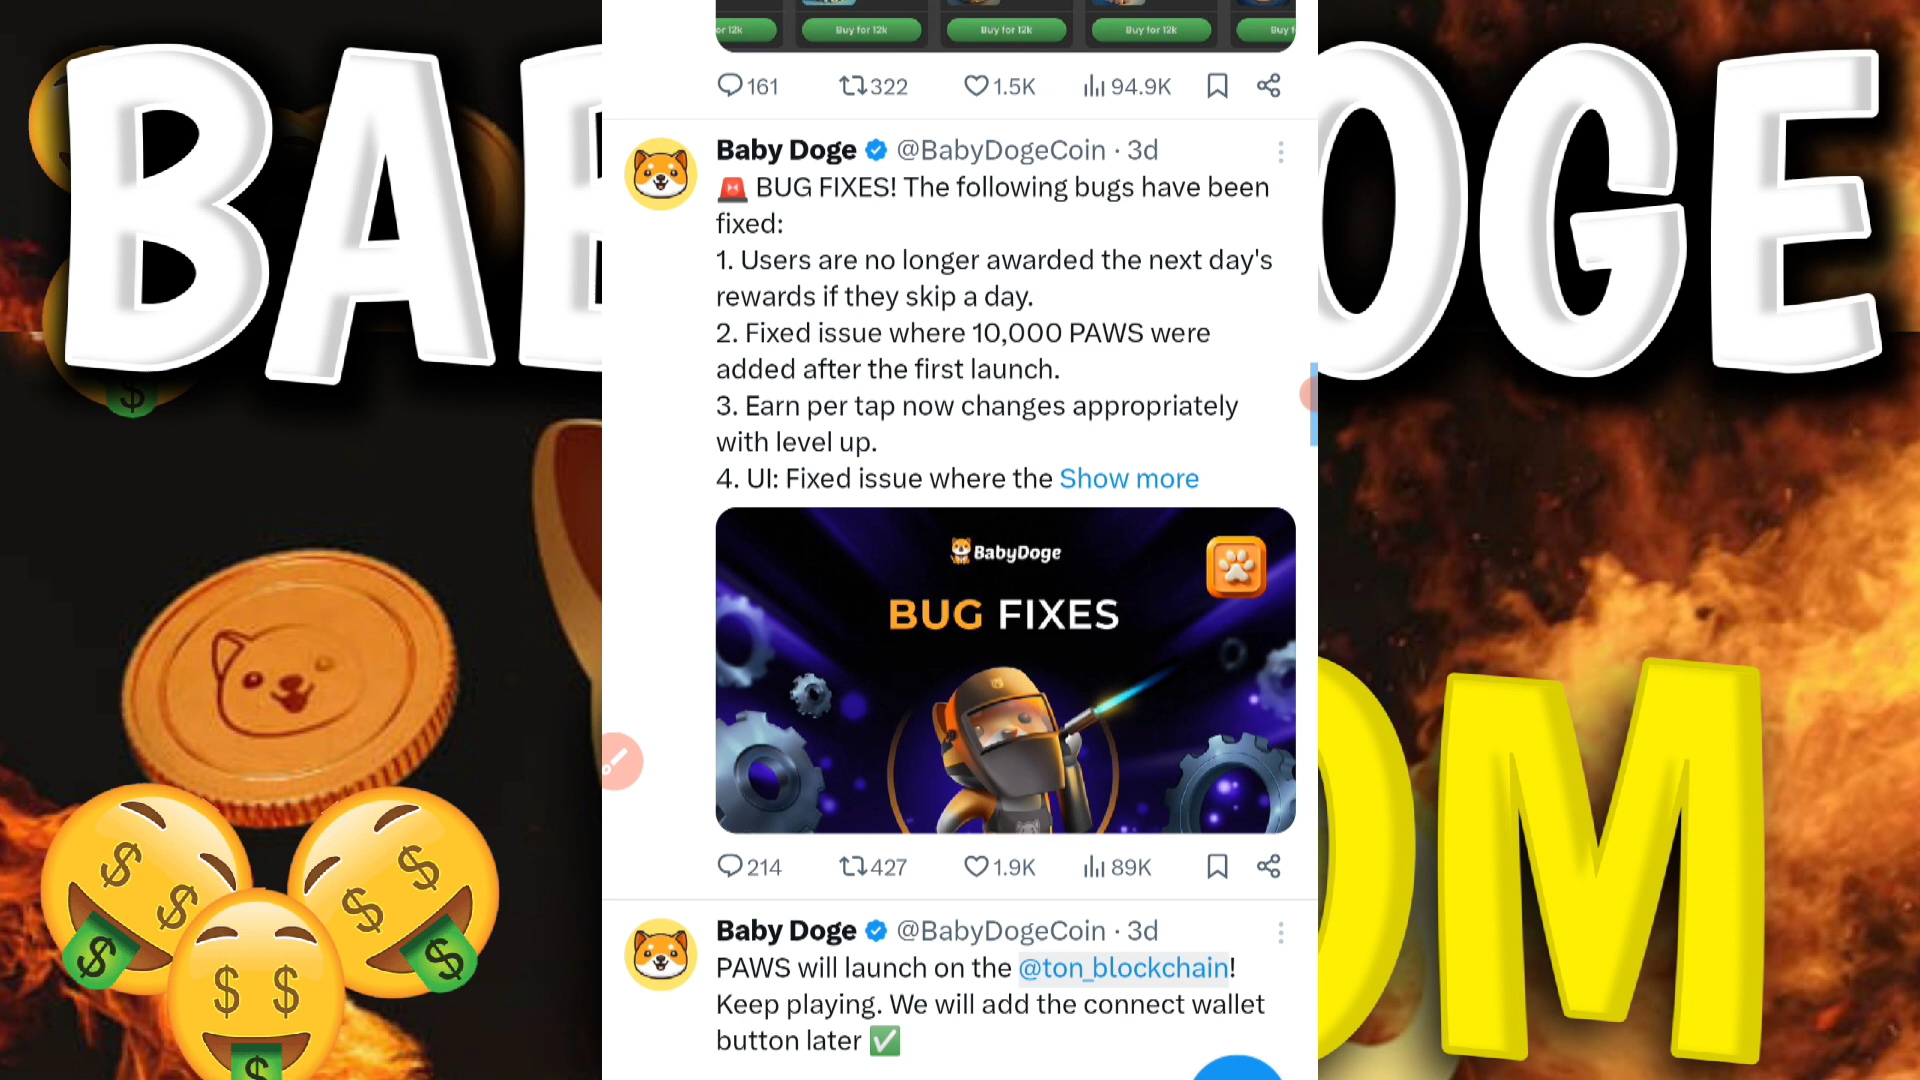 BA
OGE
OM
or 12k
Buy for 12k
Buy for 12k
Buy for 12k
Buy f
161 322 1.5K 94.9K
Baby Doge @BabyDogeCoin · 3d
🚨 BUG FIXES! The following bugs have been
fixed:
1. Users are no longer awarded the next day's
rewards if they skip a day.
2. Fixed issue where 10,000 PAWS were
added after the first launch.
3. Earn per tap now changes appropriately
with level up.
4. UI: Fixed issue where the Show more
BabyDoge
BUG FIXES
214 427 1.9K 89K
Baby Doge @BabyDogeCoin · 3d
PAWS will launch on the @ton_blockchain!
Keep playing. We will add the connect wallet
button later ✅